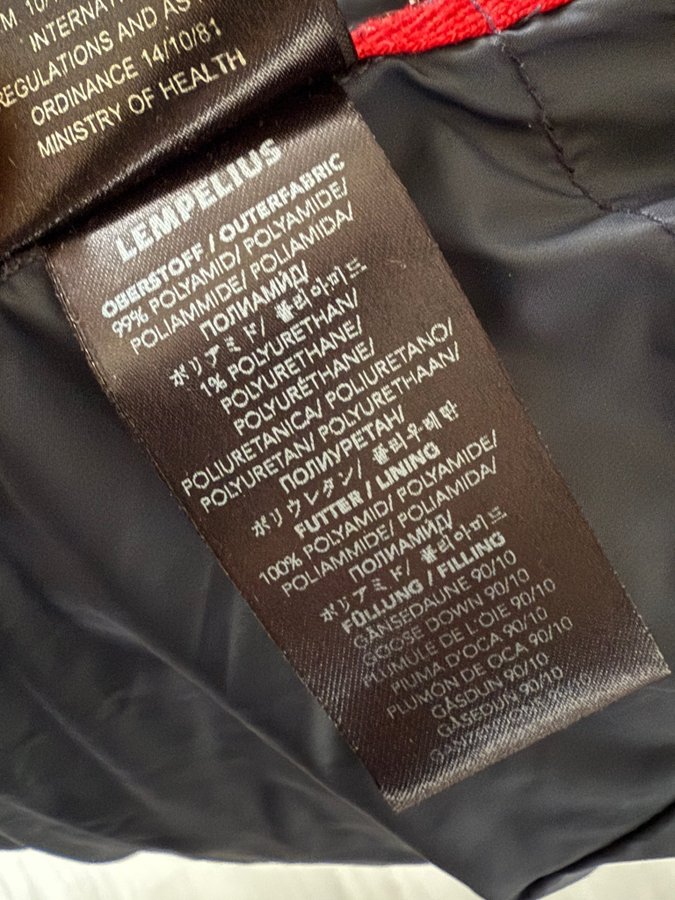 M 10/
INTERNATI
REGULATIONS AND AS
ORDINANCE 14/10/81
MINISTRY OF HEALTH
LEMPELIUS
OBERSTOFF / OUTERFABRIC
99% POLYAMID/ POLYAMIDE/
POLIAMMIDE/ POLIAMIDA/
ПОЛИАМИД/
ポリアミド/ 폴리아미드
1% POLYURETHAN/
POLYURETHANE/
POLYURÉTHANE/
POLIURETANICA/ POLIURETANO/
POLYURETAN/ POLYURETHAAN/
ПОЛИУРЕТАН/
ポリウレタン/ 폴리우레탄
FUTTER / LINING
100% POLYAMID/ POLYAMIDE/
POLIAMMIDE/ POLIAMIDA/
ПОЛИАМИД/
ポリアミド/ 폴리아미드
FÜLLUNG / FILLING
GÄNSEDAUNE 90/10
GOOSE DOWN 90/10
PLUMULE DE L'OIE 90/10
PIUMA D'OCA 90/10
PLUMÓN DE OCA 90/10
GÅSDUN 90/10
GÅSEDUN 90/10